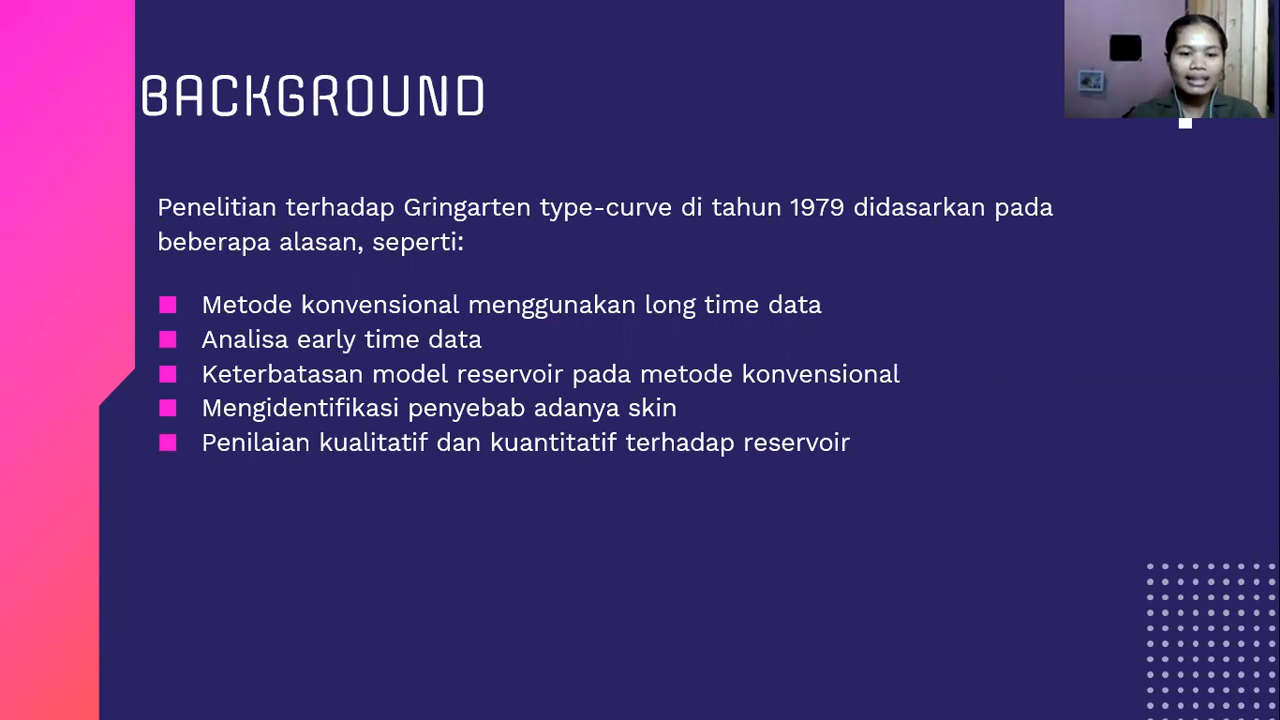 BACKGROUND
Penelitian terhadap Gringarten type-curve di tahun 1979 didasarkan pada
beberapa alasan, seperti:
Metode konvensional menggunakan long time data
Analisa early time data
Keterbatasan model reservoir pada metode konvensional
Mengidentifikasi penyebab adanya skin
Penilaian kualitatif dan kuantitatif terhadap reservoir